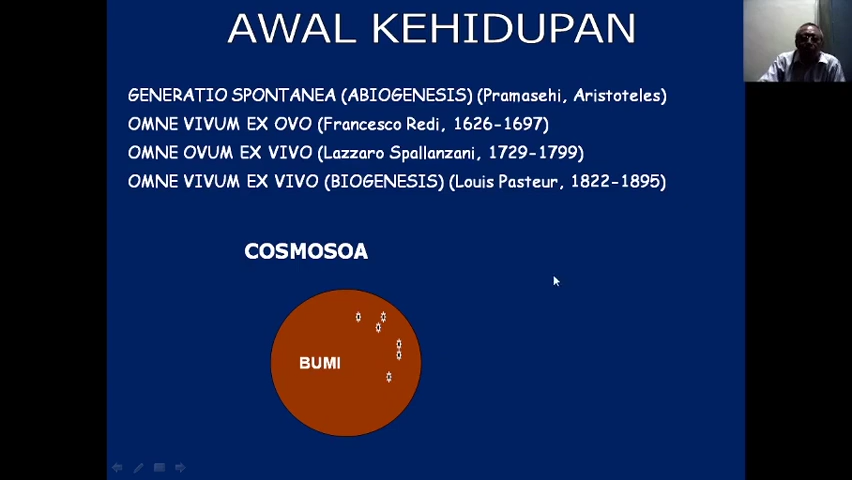 AWAL KEHIDUPAN
GENERATIO SPONTANEA (ABIOGENESIS) (Pramasehi, Aristoteles)
OMNE VIVUM EX OVO (Francesco Redi, 1626-1697)
OMNE OVUM EX VIVO (Lazzaro Spallanzani, 1729-1799)
OMNE VIVUM EX VIVO (BIOGENESIS) (Louis Pasteur, 1822-1895)
COSMOSOA
BUMI